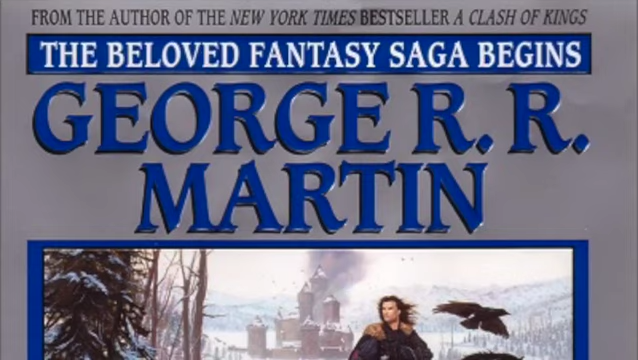 FROM THE AUTHOR OF THE NEW YORK TIMES BESTSELLER A CLASH OF KINGS
THE BELOVED FANTASY SAGA BEGINS
GEORGE R. R.
MARTIN